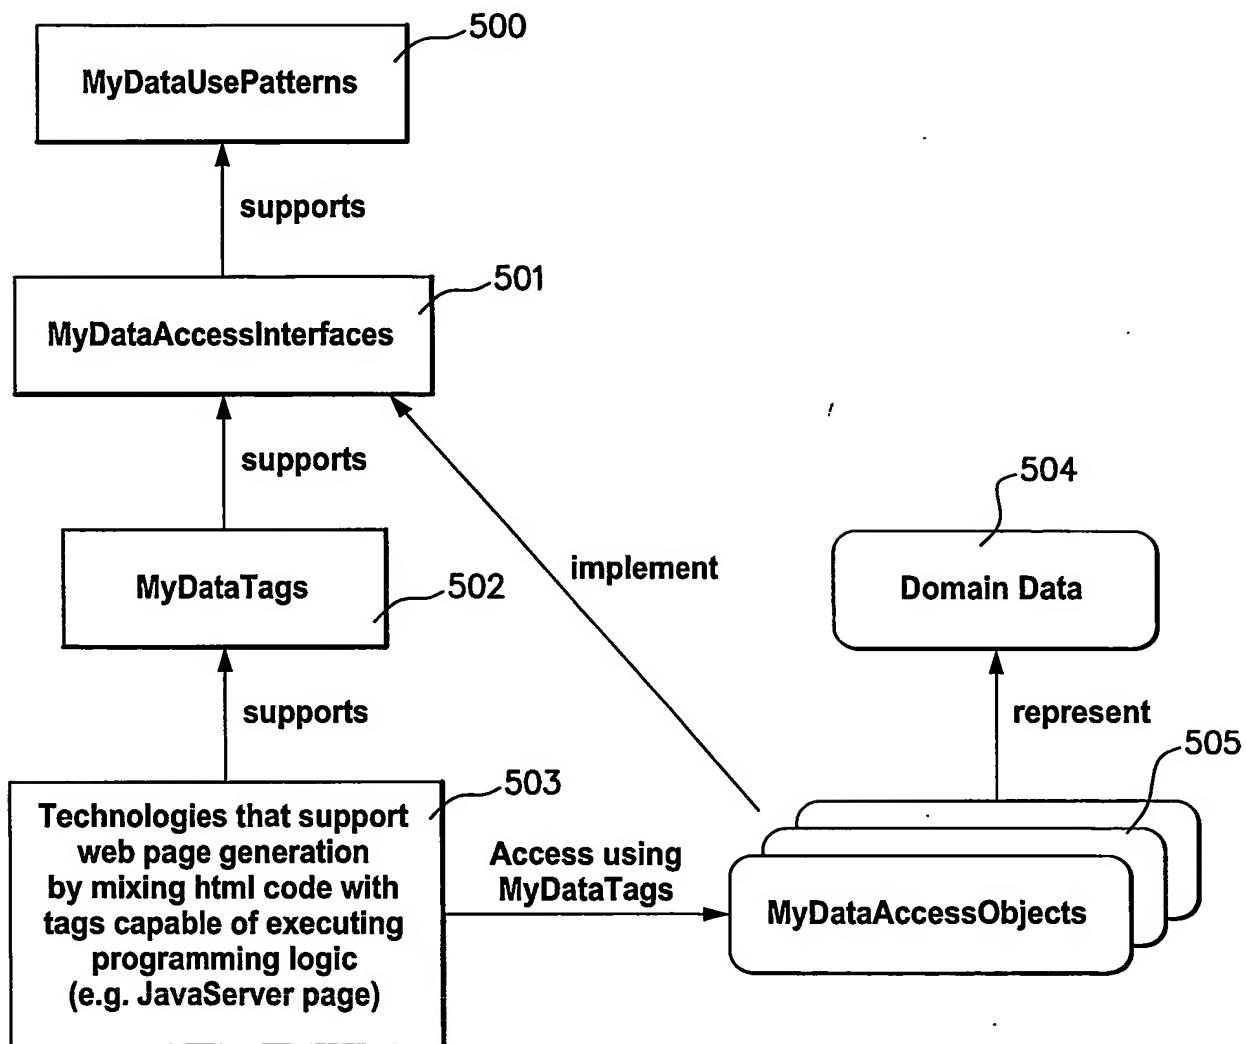 500
MyDataUsePatterns
supports
501
MyDataAccessInterfaces
supports
504
MyDataTags
502
implement
Domain Data
supports
represent
505
503
Technologies that support
web page generation
by mixing html code with
tags capable of executing
programming logic
(e.g. JavaServer page)
Access using
MyDataTags
MyDataAccessObjects